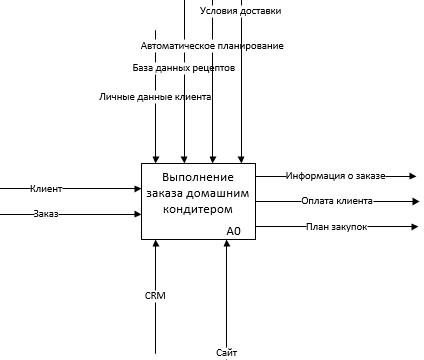 Условия доставки
Автоматическое планирование
База данных рецептов
Личные данные клиента
Выполнение
заказа домашним
кондитером
A0
Клиент
Заказ
Информация о заказе
Оплата клиента
План закупок
CRM
Сайт